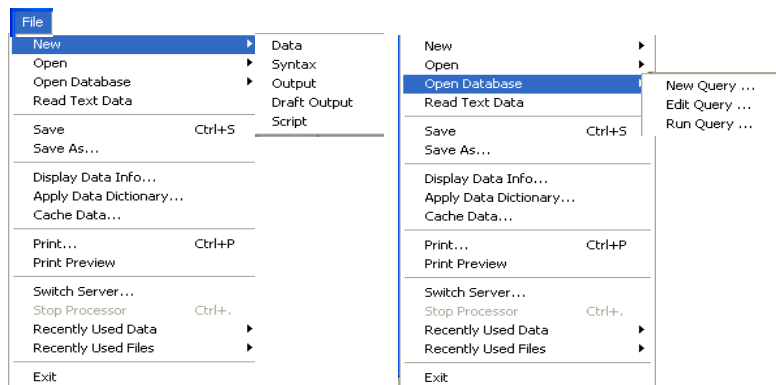 File
New
Open
Open Database
Read Text Data
Save Ctrl+S
Save As...
Display Data Info...
Apply Data Dictionary...
Cache Data...
Print... Ctrl+P
Print Preview
Switch Server...
Stop Processor Ctrl+.
Recently Used Data
Recently Used Files
Exit
Data
Syntax
Output
Draft Output
Script
New
Open
Open Database
Read Text Data
Save Ctrl+S
Save As...
Display Data Info...
Apply Data Dictionary...
Cache Data...
Print... Ctrl+P
Print Preview
Switch Server...
Stop Processor Ctrl+.
Recently Used Data
Recently Used Files
Exit
New Query ...
Edit Query ...
Run Query ...